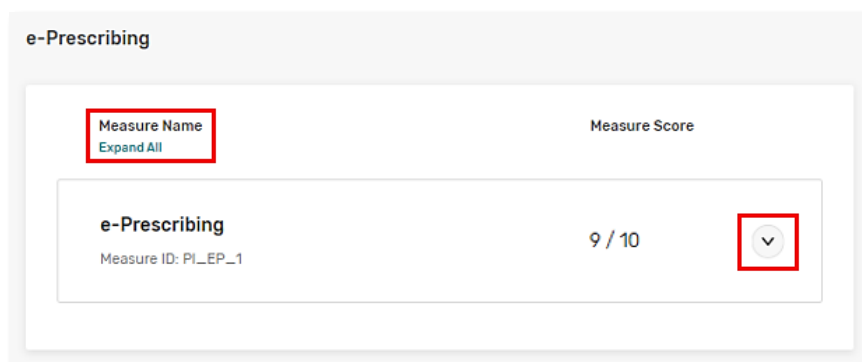 e-Prescribing
Measure Name
Measure Score
Expand All
e-Prescribing
9 / 10
Measure ID: PI_EP_1